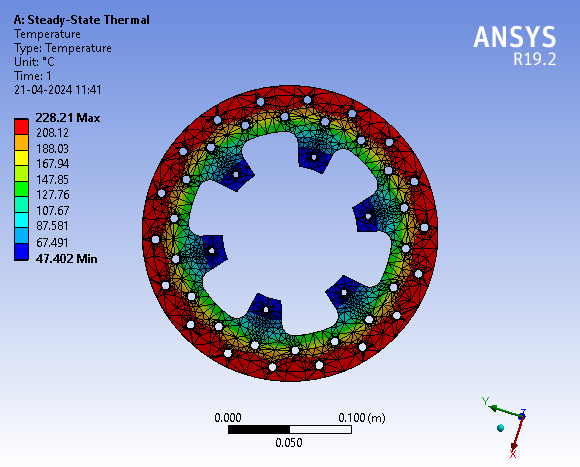 A: Steady-State Thermal
Temperature
Type: Temperature
Unit: °C
Time: 1
21-04-2024 11:41
228.21 Max
208.12
188.03
167.94
147.85
127.76
107.67
87.581
67.491
47.402 Min
ANSYS
R19.2
0.000
0.100 (m)
0.050
Y
Z
X